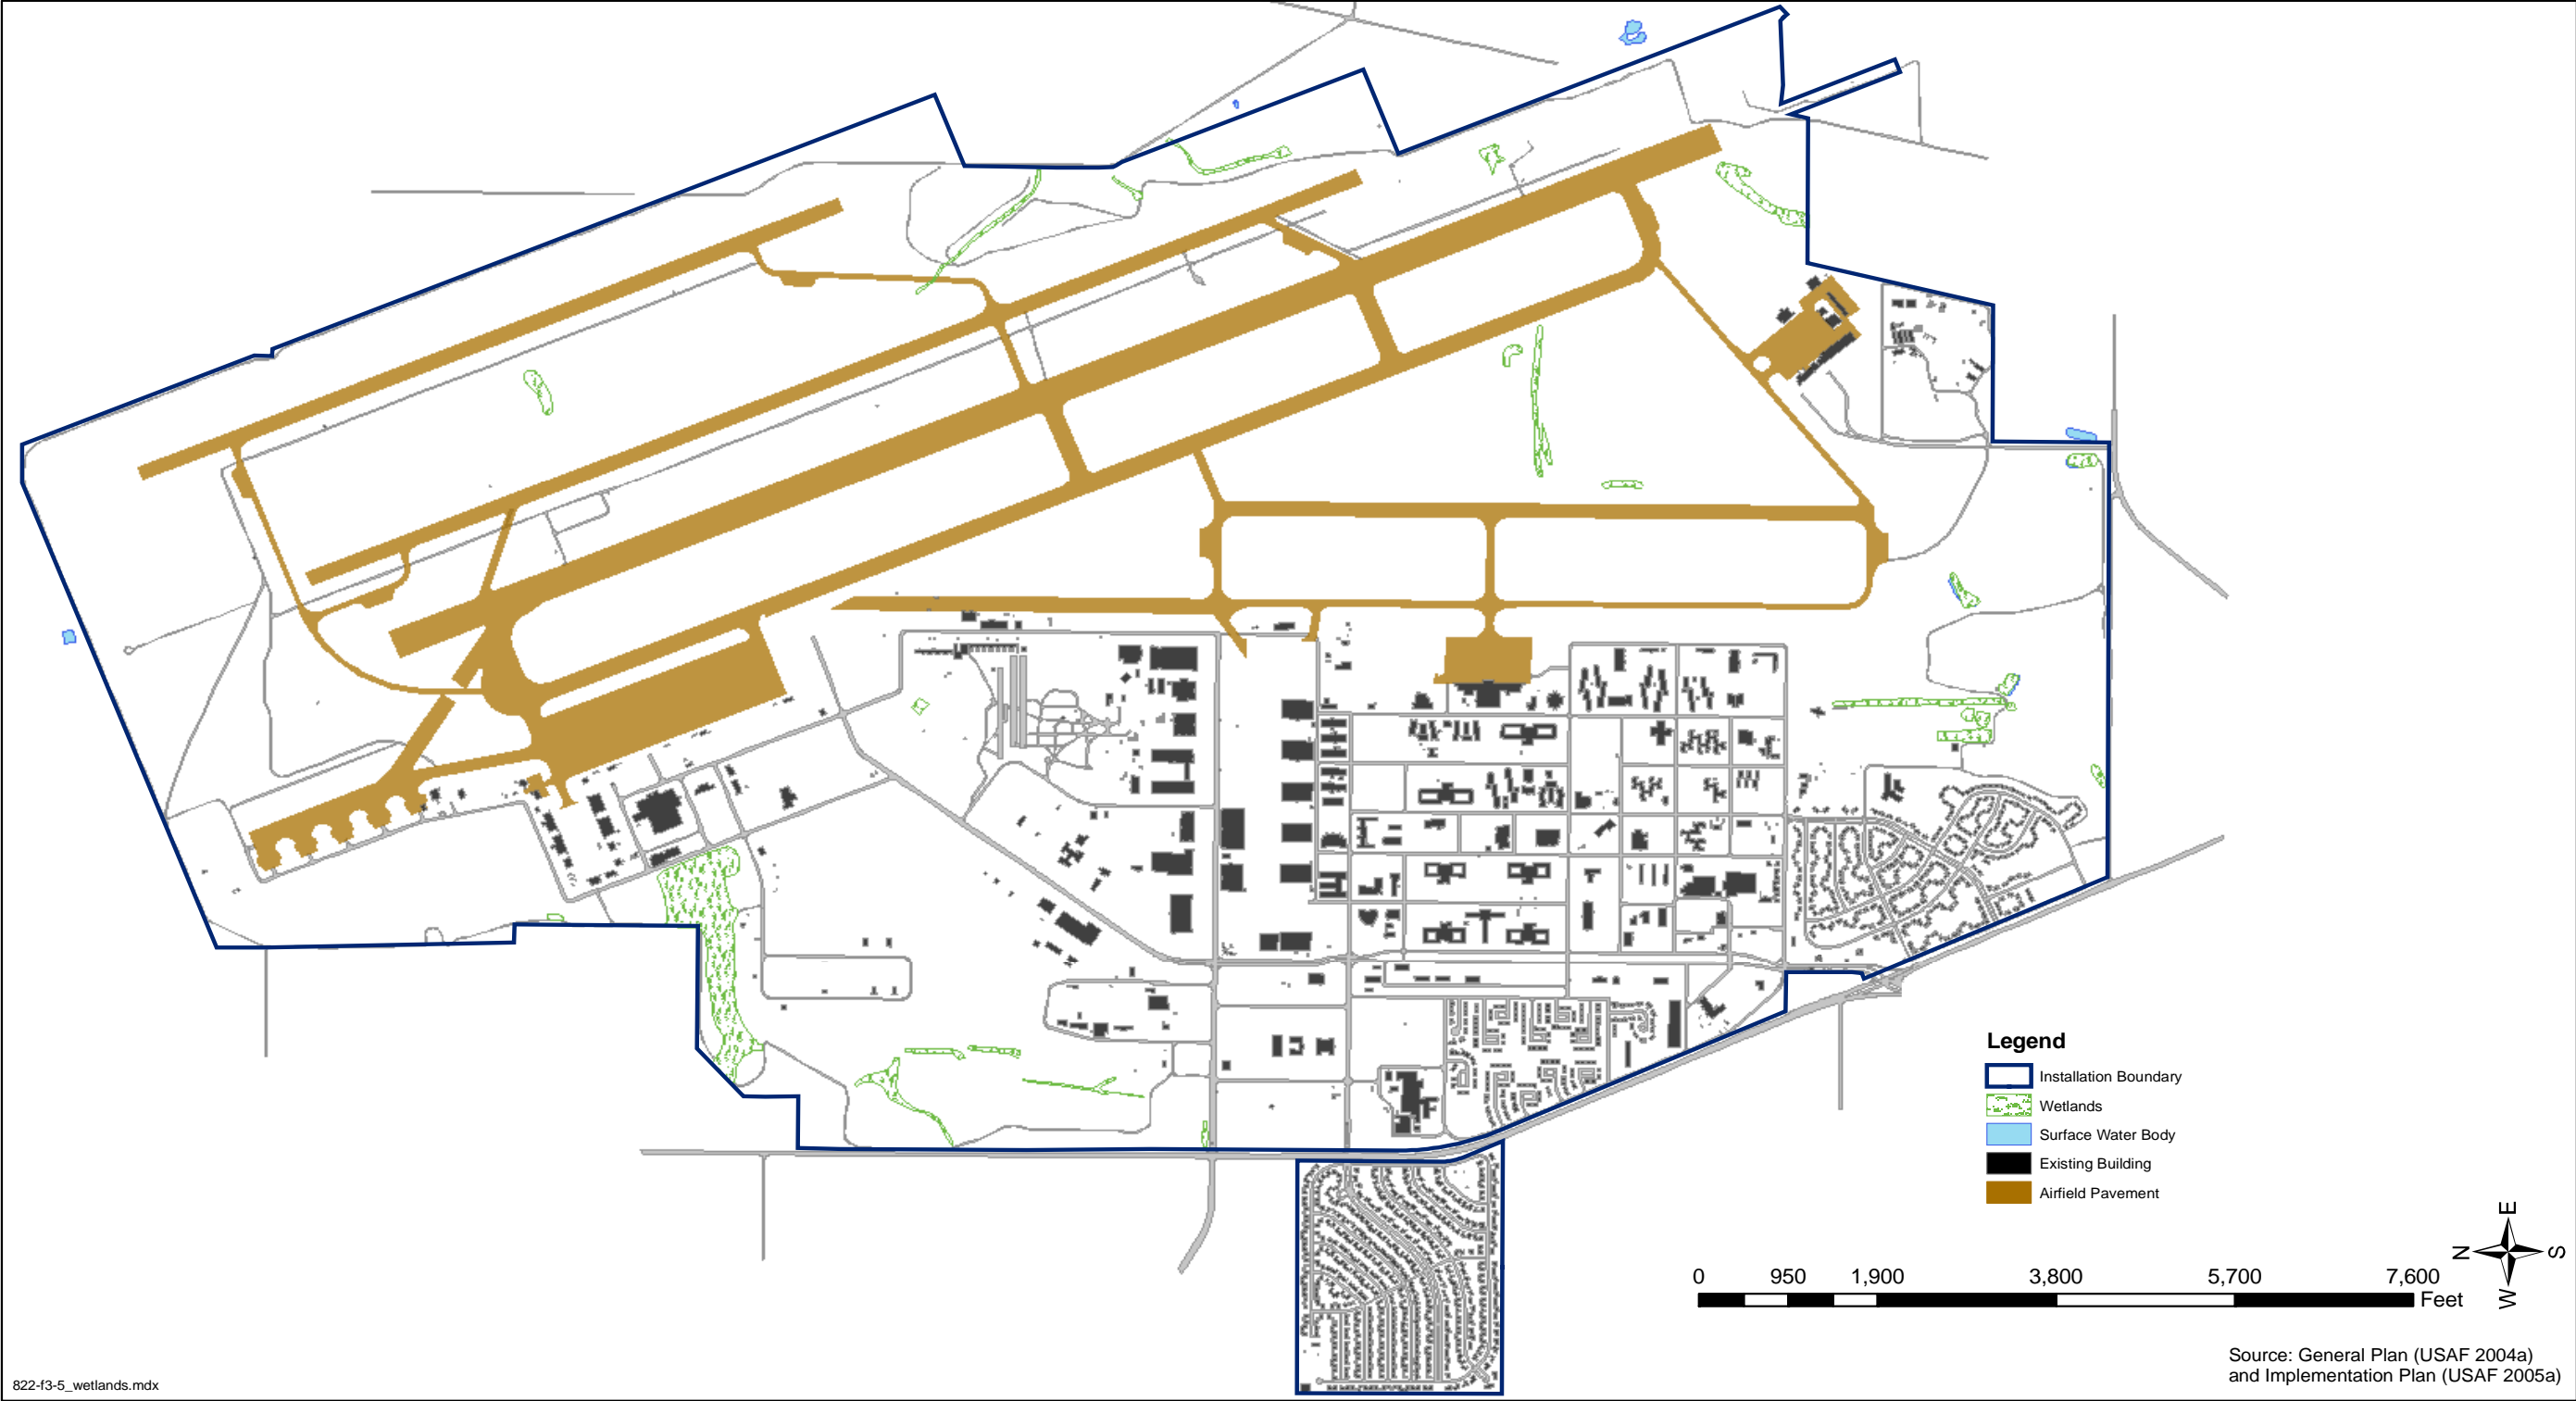 Legend
Installation Boundary
Wetlands
Surface Water Body
Existing Building
Airfield Pavement
E
N
S
W
0 950 1,900 3,800 5,700 7,600
Feet
Source: General Plan (USAF 2004a)
and Implementation Plan (USAF 2005a)
822-f3-5_wetlands.mdx